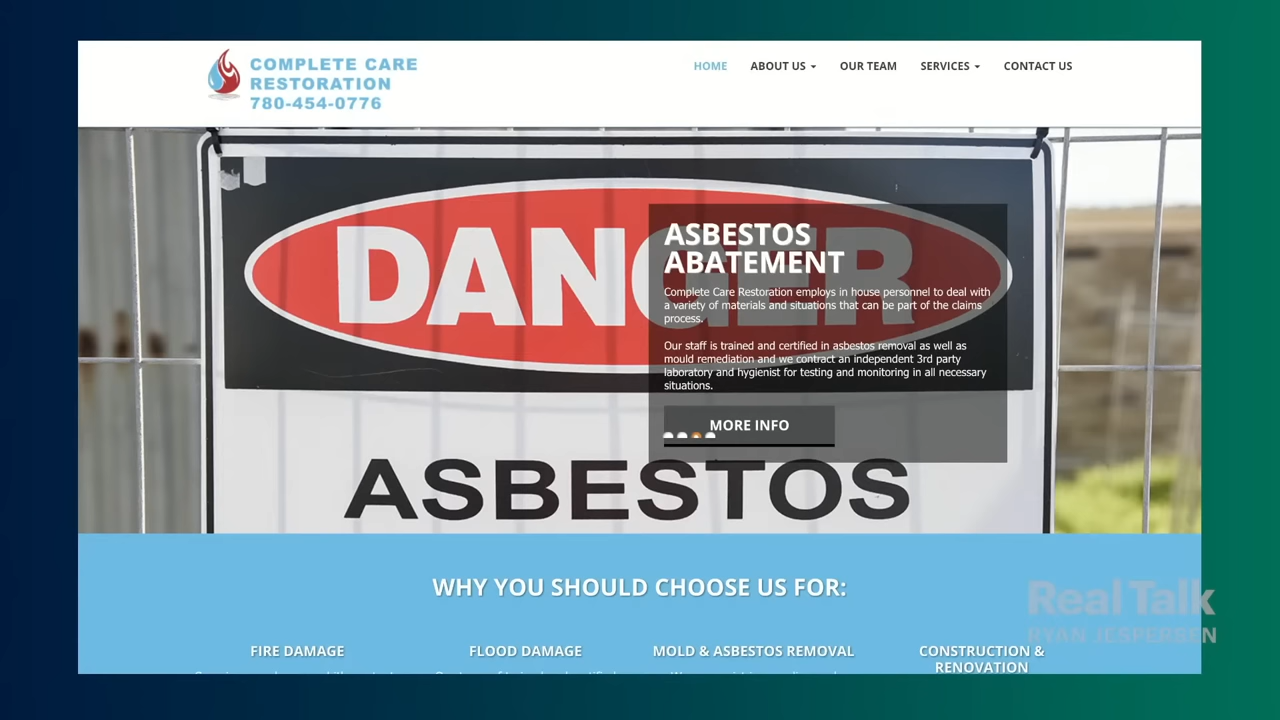 COMPLETE CARE
RESTORATION
780-454-0776
HOME
ABOUT US
OUR TEAM
SERVICES
CONTACT US
DANGER
ASBESTOS
ASBESTOS
ABATEMENT
Complete Care Restoration employs in house personnel to deal with
a variety of materials and situations that can be part of the claims
process.
Our staff is trained and certified in asbestos removal as well as
mould remediation and we contract an independent 3rd party
laboratory and hygienist for testing and monitoring in all necessary
situations.
MORE INFO
WHY YOU SHOULD CHOOSE US FOR:
FIRE DAMAGE
FLOOD DAMAGE
MOLD & ASBESTOS REMOVAL
CONSTRUCTION &
RENOVATION
Real Talk
RYAN JESPERSEN